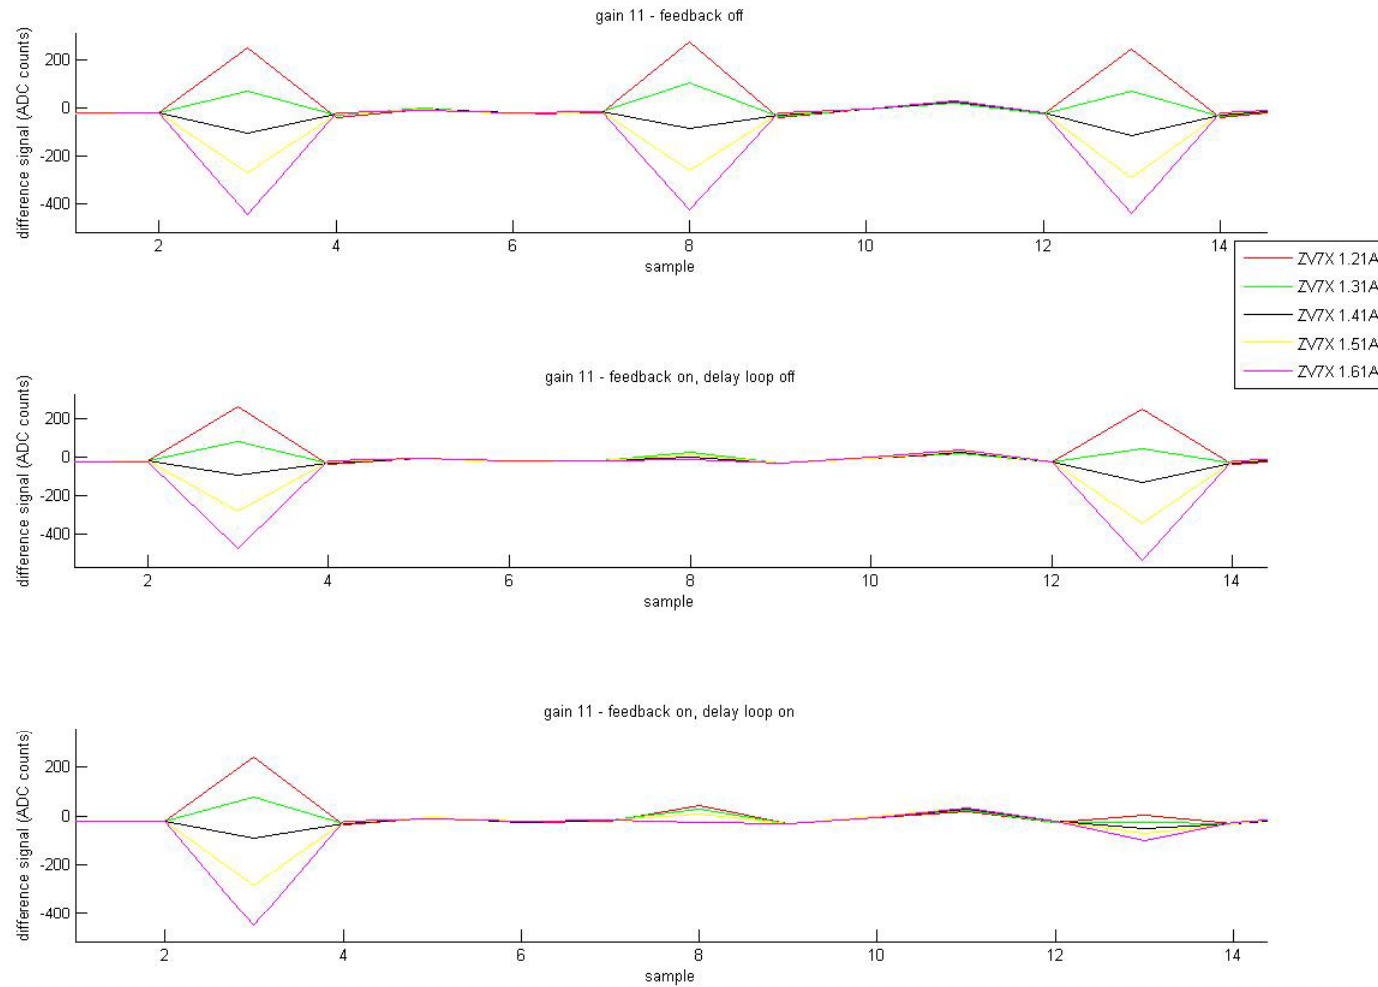 gain 11 - feedback off
difference signal (ADC counts)
200
0
-200
-400
2
4
6
8
10
12
14
sample
ZV7X 1.21A
ZV7X 1.31A
ZV7X 1.41A
ZV7X 1.51A
ZV7X 1.61A
gain 11 - feedback on, delay loop off
difference signal (ADC counts)
200
0
-200
-400
2
4
6
8
10
12
14
sample
gain 11 - feedback on, delay loop on
difference signal (ADC counts)
200
0
-200
-400
2
4
6
8
10
12
14
sample